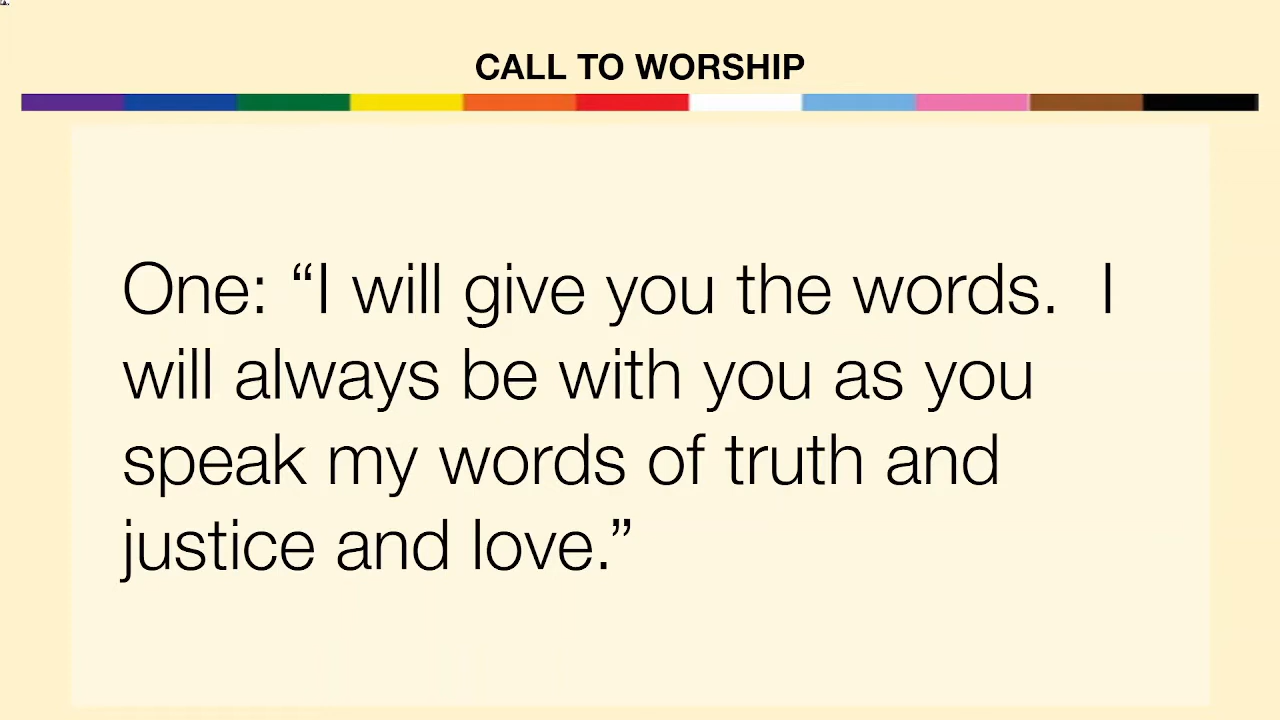 CALL TO WORSHIP
One: “I will give you the words.  I
will always be with you as you
speak my words of truth and
justice and love.”